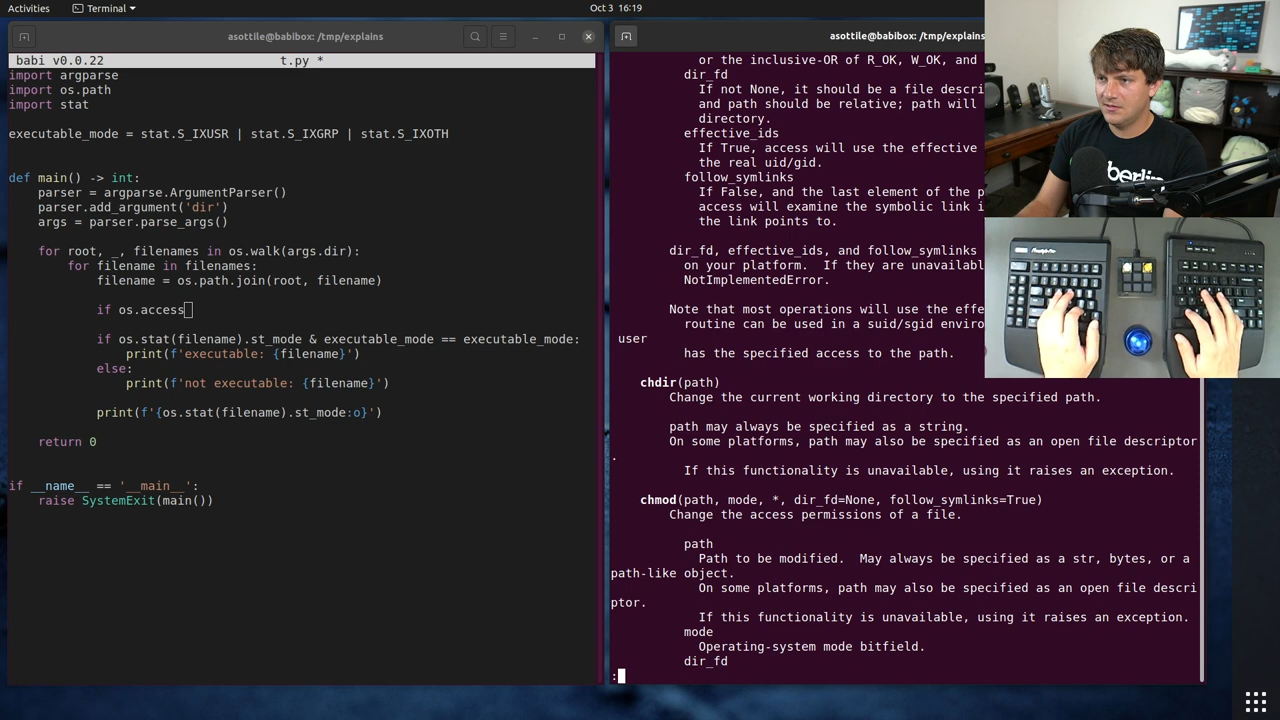 Activities
Terminal
Oct 3 16:19
asottile@babibox: /tmp/explains
babi v0.0.22 t.py *
import argparse
import os.path
import stat
executable_mode = stat.S_IXUSR | stat.S_IXGRP | stat.S_IXOTH
def main() -> int:
    parser = argparse.ArgumentParser()
    parser.add_argument('dir')
    args = parser.parse_args()
    for root, _, filenames in os.walk(args.dir):
        for filename in filenames:
            filename = os.path.join(root, filename)
            if os.access
            if os.stat(filename).st_mode & executable_mode == executable_mode:
                print(f'executable: {filename}')
            else:
                print(f'not executable: {filename}')
            print(f'{os.stat(filename).st_mode:o}')
    return 0
if __name__ == '__main__':
    raise SystemExit(main())
asottile@babibox: /tmp/explains
or the inclusive-OR of R_OK, W_OK, and
dir_fd
If not None, it should be a file descri
and path should be relative; path will
directory.
effective_ids
If True, access will use the effective
the real uid/gid.
follow_symlinks
If False, and the last element of the p
access will examine the symbolic link i
the link points to.
dir_fd, effective_ids, and follow_symlinks
on your platform.  If they are unavailabl
NotImplementedError.
Note that most operations will use the effe
routine can be used in a suid/sgid enviro
user
has the specified access to the path.
chdir(path)
Change the current working directory to the specified path.
path may always be specified as a string.
On some platforms, path may also be specified as an open file descriptor
.
If this functionality is unavailable, using it raises an exception.
chmod(path, mode, *, dir_fd=None, follow_symlinks=True)
Change the access permissions of a file.
path
Path to be modified.  May always be specified as a str, bytes, or a
path-like object.
On some platforms, path may also be specified as an open file descri
ptor.
If this functionality is unavailable, using it raises an exception.
mode
Operating-system mode bitfield.
dir_fd
:
berlin